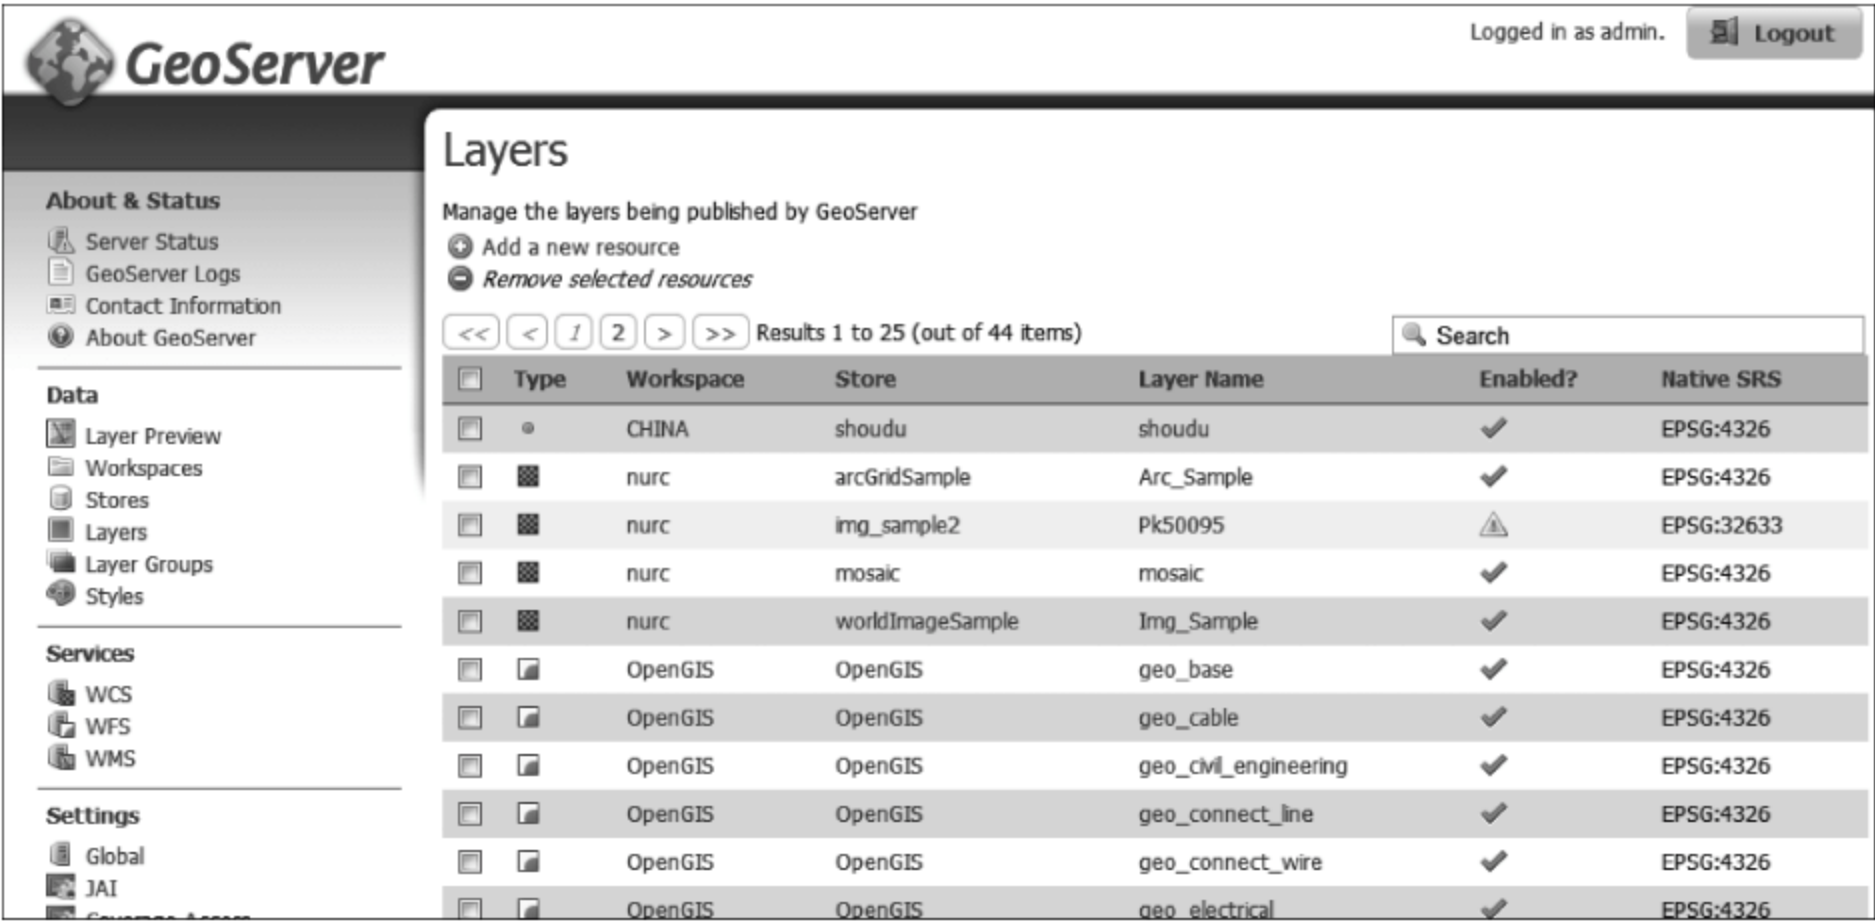 GeoServer
Logged in as admin.
Logout
About & Status
Server Status
GeoServer Logs
Contact Information
About GeoServer
Data
Layer Preview
Workspaces
Stores
Layers
Layer Groups
Styles
Services
WCS
WFS
WMS
Settings
Global
JAI
Coverage Access
Layers
Manage the layers being published by GeoServer
Add a new resource
Remove selected resources
<< < 1 2 > >> Results 1 to 25 (out of 44 items)
Search
Type Workspace Store Layer Name Enabled? Native SRS
CHINA shoudu shoudu EPSG:4326
nurc arcGridSample Arc_Sample EPSG:4326
nurc img_sample2 Pk50095 EPSG:32633
nurc mosaic mosaic EPSG:4326
nurc worldImageSample Img_Sample EPSG:4326
OpenGIS OpenGIS geo_base EPSG:4326
OpenGIS OpenGIS geo_cable EPSG:4326
OpenGIS OpenGIS geo_civil_engineering EPSG:4326
OpenGIS OpenGIS geo_connect_line EPSG:4326
OpenGIS OpenGIS geo_connect_wire EPSG:4326
OpenGIS OpenGIS geo_electrical EPSG:4326